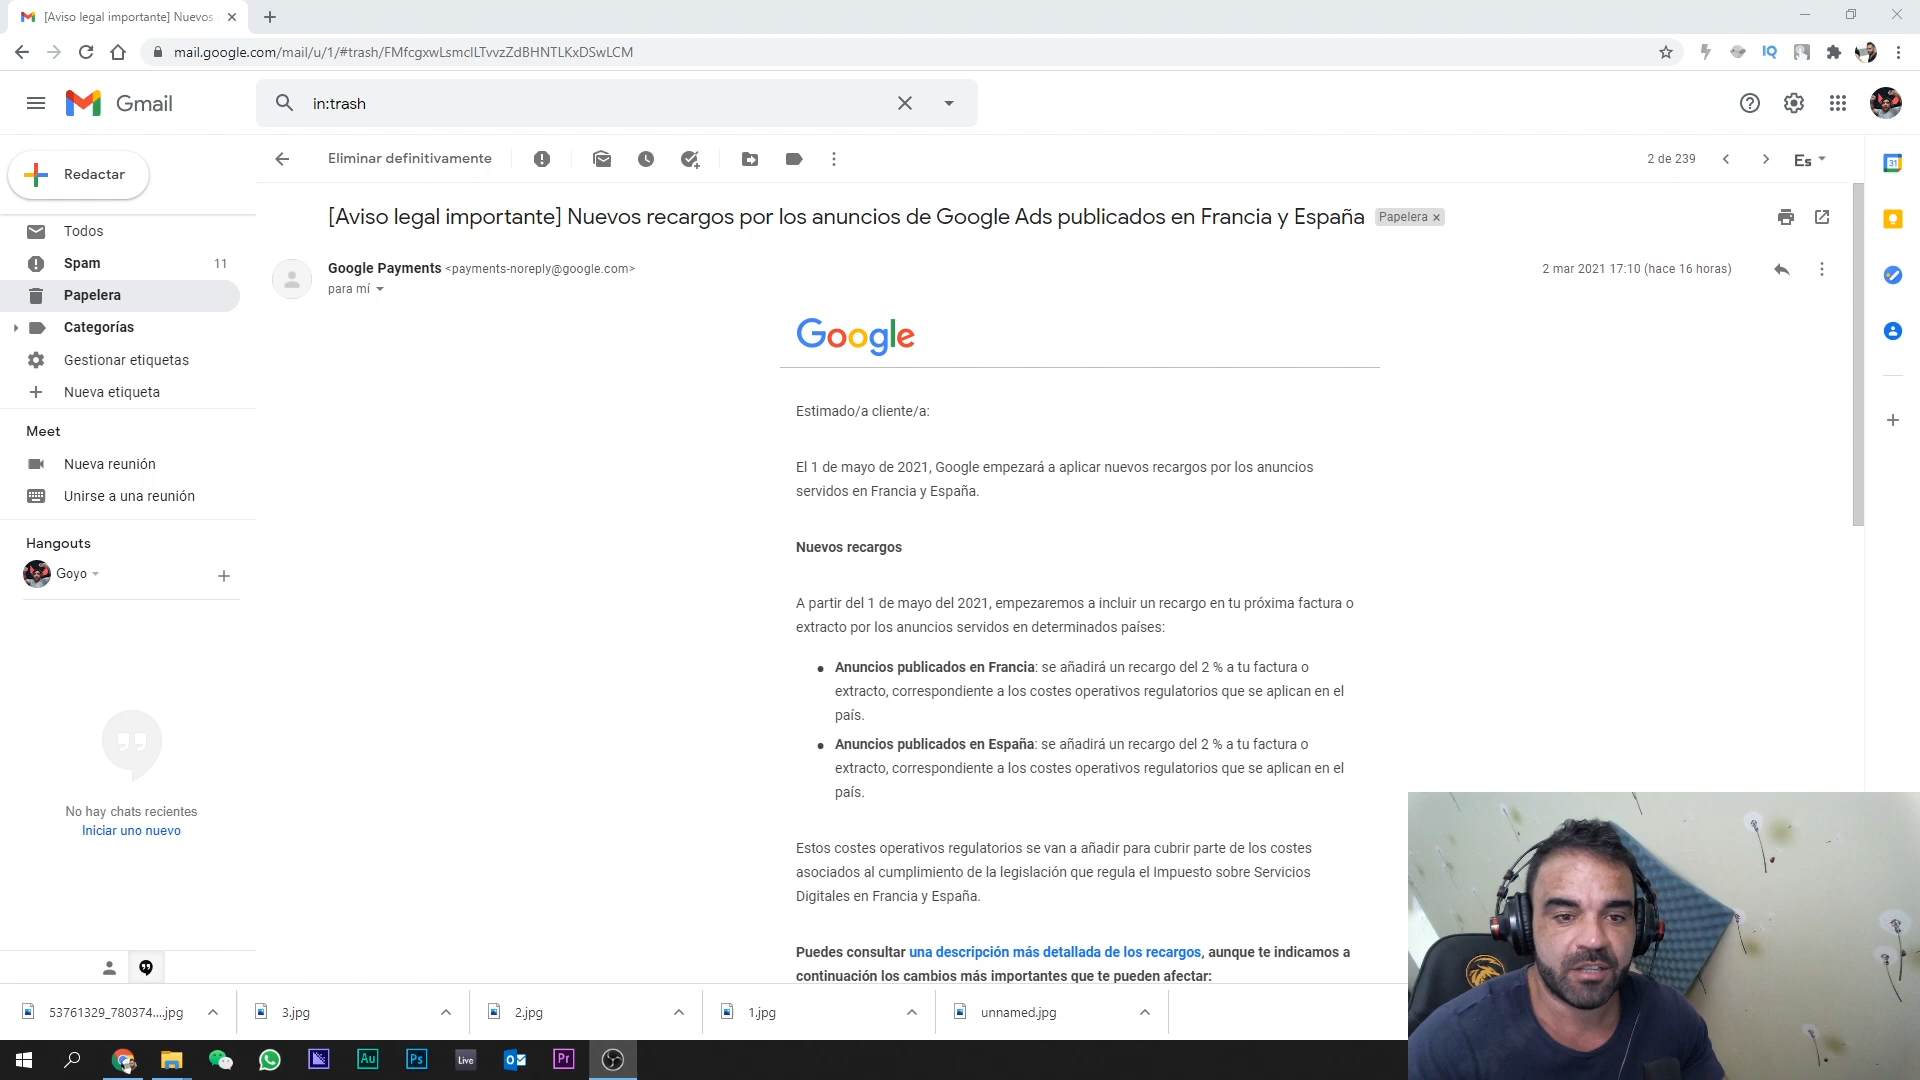 [Aviso legal importante] Nuevos
mail.google.com/mail/u/1/#trash/FMfcgxwLsmclLTvvzZdBHNTLKxDSwLCM
IQ
Gmail
in:trash
Redactar
Todos
Spam 11
Papelera
Categorías
Gestionar etiquetas
Nueva etiqueta
Meet
Nueva reunión
Unirse a una reunión
Hangouts
Goyo
No hay chats recientes
Iniciar uno nuevo
Eliminar definitivamente
2 de 239
Es
[Aviso legal importante] Nuevos recargos por los anuncios de Google Ads publicados en Francia y España
Papelera ×
Google Payments <payments-noreply@google.com>
2 mar 2021 17:10 (hace 16 horas)
para mí
Google
Estimado/a cliente/a:
El 1 de mayo de 2021, Google empezará a aplicar nuevos recargos por los anuncios
servidos en Francia y España.
Nuevos recargos
A partir del 1 de mayo del 2021, empezaremos a incluir un recargo en tu próxima factura o
extracto por los anuncios servidos en determinados países:
• Anuncios publicados en Francia: se añadirá un recargo del 2 % a tu factura o
extracto, correspondiente a los costes operativos regulatorios que se aplican en el
país.
• Anuncios publicados en España: se añadirá un recargo del 2 % a tu factura o
extracto, correspondiente a los costes operativos regulatorios que se aplican en el
país.
Estos costes operativos regulatorios se van a añadir para cubrir parte de los costes
asociados al cumplimiento de la legislación que regula el Impuesto sobre Servicios
Digitales en Francia y España.
Puedes consultar una descripción más detallada de los recargos, aunque te indicamos a
continuación los cambios más importantes que te pueden afectar:
31
53761329_780374....jpg
3.jpg
2.jpg
1.jpg
unnamed.jpg
Au
Ps
Live
Pr